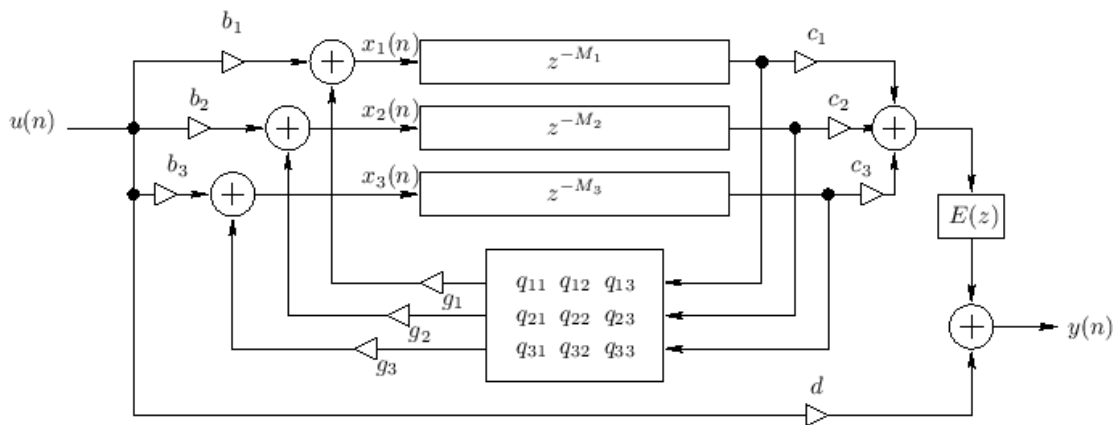 b₁
x₁(n)
z^{-M₁}
c₁
u(n)
b₂
x₂(n)
z^{-M₂}
c₂
b₃
x₃(n)
z^{-M₃}
c₃
E(z)
g₁
q₁₁ q₁₂ q₁₃
g₂
q₂₁ q₂₂ q₂₃
g₃
q₃₁ q₃₂ q₃₃
y(n)
d